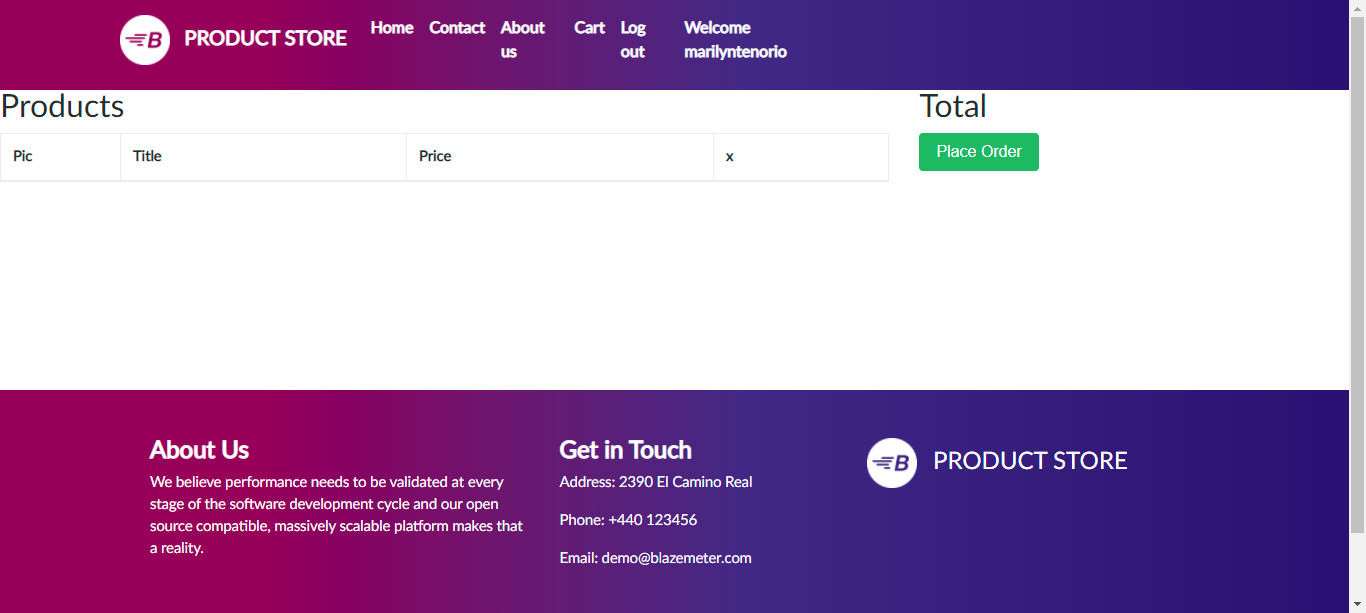 B PRODUCT STORE Home Contact About us Cart Log out Welcome marilyntenorio
Products
Total
Pic Title Price x
Place Order
About Us
We believe performance needs to be validated at every
stage of the software development cycle and our open
source compatible, massively scalable platform makes that
a reality.
Get in Touch
Address: 2390 El Camino Real
Phone: +440 123456
Email: demo@blazemeter.com
B PRODUCT STORE